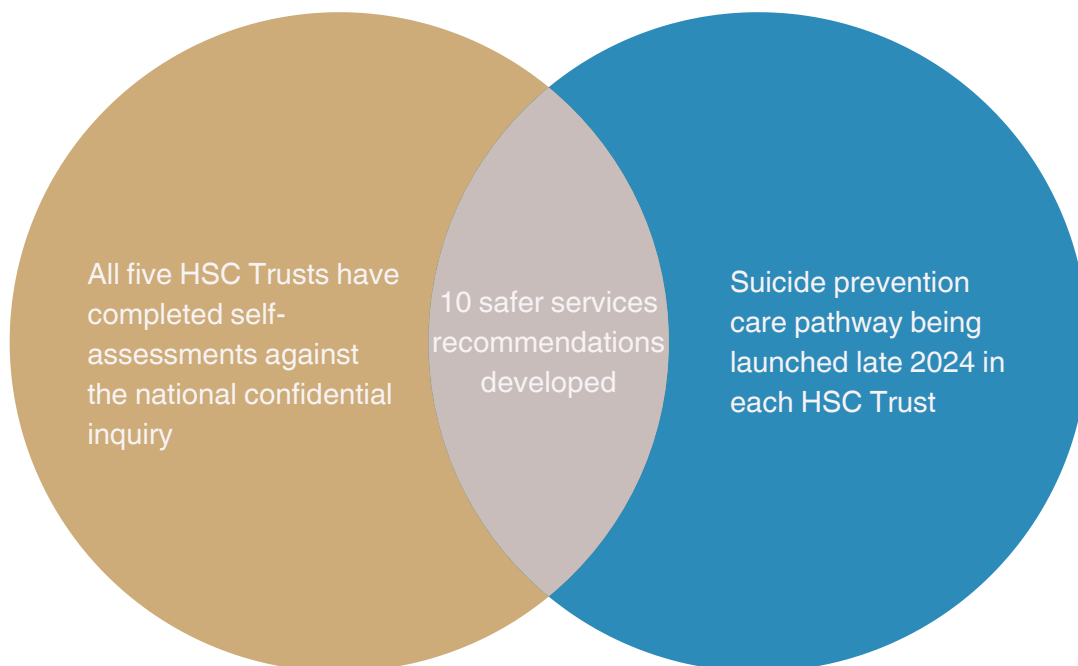 All five HSC Trusts have
completed self-
assessments against
the national confidential
inquiry
10 safer services
recommendations
developed
Suicide prevention
care pathway being
launched late 2024 in
each HSC Trust